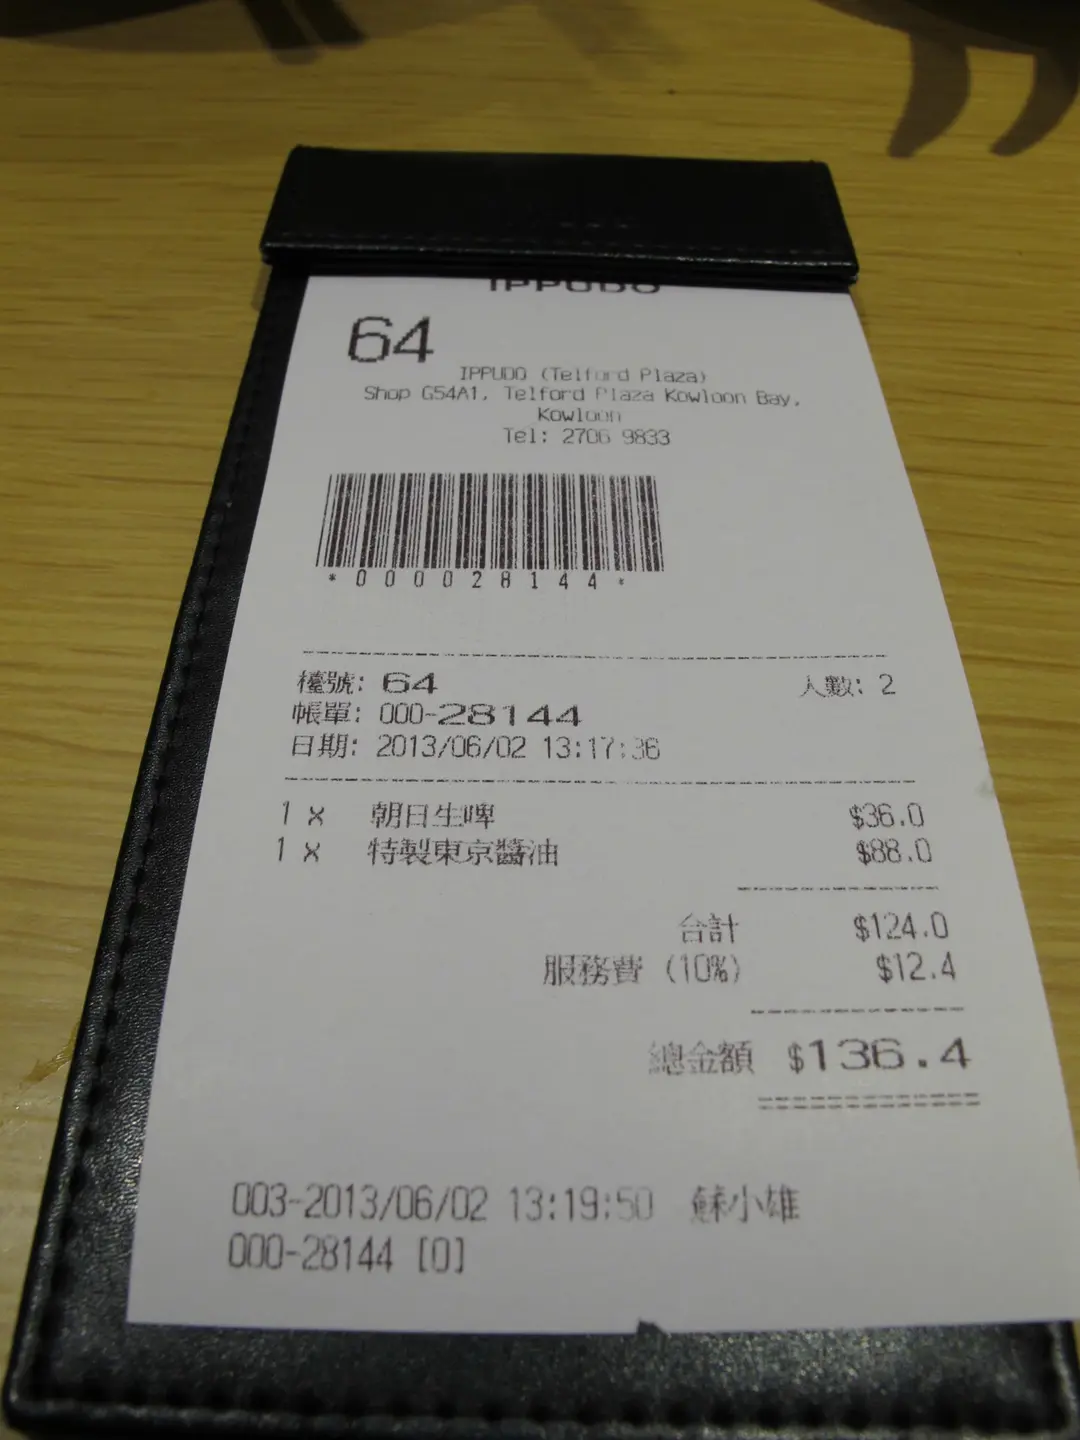 IPPUDO
64
IPPUDO (Telford Plaza)
Shop G54A1, Telford Plaza Kowloon Bay,
Kowloon
Tel: 2706 9833
*000028144*
檯號: 64 人數: 2
帳單: 000-28144
日期: 2013/06/02 13:17:36
1 x 朝日生啤 $36.0
1 x 特製東京醬油 $88.0
合計 $124.0
服務費 (10%) $12.4
總金額 $136.4
003-2013/06/02 13:19:50 蘇小雄
000-28144 [0]